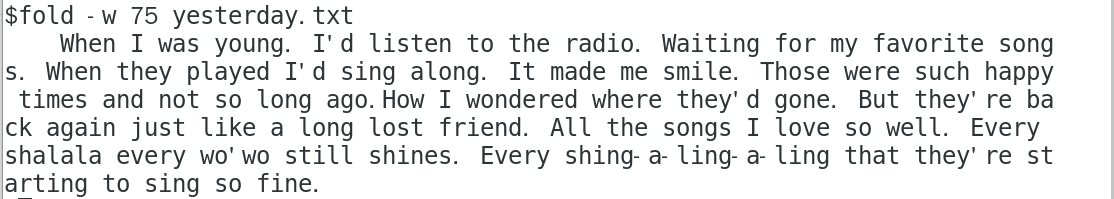 $fold -w 75 yesterday.txt
    When I was young.  I'd listen to the radio.  Waiting for my favorite song
s.  When they played I'd sing along.  It made me smile.  Those were such happy
 times and not so long ago.How I wondered where they'd gone.  But they're ba
ck again just like a long lost friend.  All the songs I love so well.  Every
shalala every wo'wo still shines.  Every shing-a-ling-a-ling that they're st
arting to sing so fine.